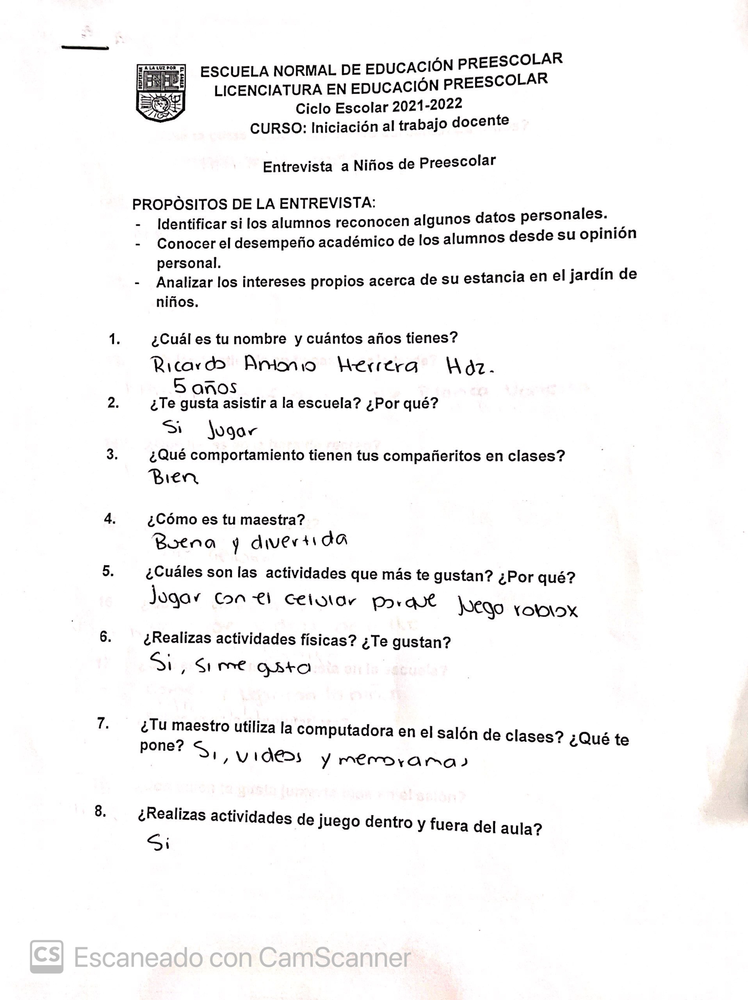 A LA LUZ POR
DESPERTAR
EL SABER
ENEP
ESCUELA NORMAL DE EDUCACIÓN PREESCOLAR
LICENCIATURA EN EDUCACIÓN PREESCOLAR
Ciclo Escolar 2021-2022
CURSO: Iniciación al trabajo docente
Entrevista a Niños de Preescolar
PROPÒSITOS DE LA ENTREVISTA:
- Identificar si los alumnos reconocen algunos datos personales.
- Conocer el desempeño académico de los alumnos desde su opinión
personal.
- Analizar los intereses propios acerca de su estancia en el jardín de
niños.
1. ¿Cuál es tu nombre y cuántos años tienes?
Ricardo Antonio Herrera Hdz.
5 años
2. ¿Te gusta asistir a la escuela? ¿Por qué?
Si Jugar
3. ¿Qué comportamiento tienen tus compañeritos en clases?
Bien
4. ¿Cómo es tu maestra?
Buena y divertida
5. ¿Cuáles son las actividades que más te gustan? ¿Por qué?
Jugar con el celular porque Juego roblox
6. ¿Realizas actividades físicas? ¿Te gustan?
Si, si me gusta
7. ¿Tu maestro utiliza la computadora en el salón de clases? ¿Qué te
pone? Si, videos y memoramas
8. ¿Realizas actividades de juego dentro y fuera del aula?
Si
CS Escaneado con CamScanner